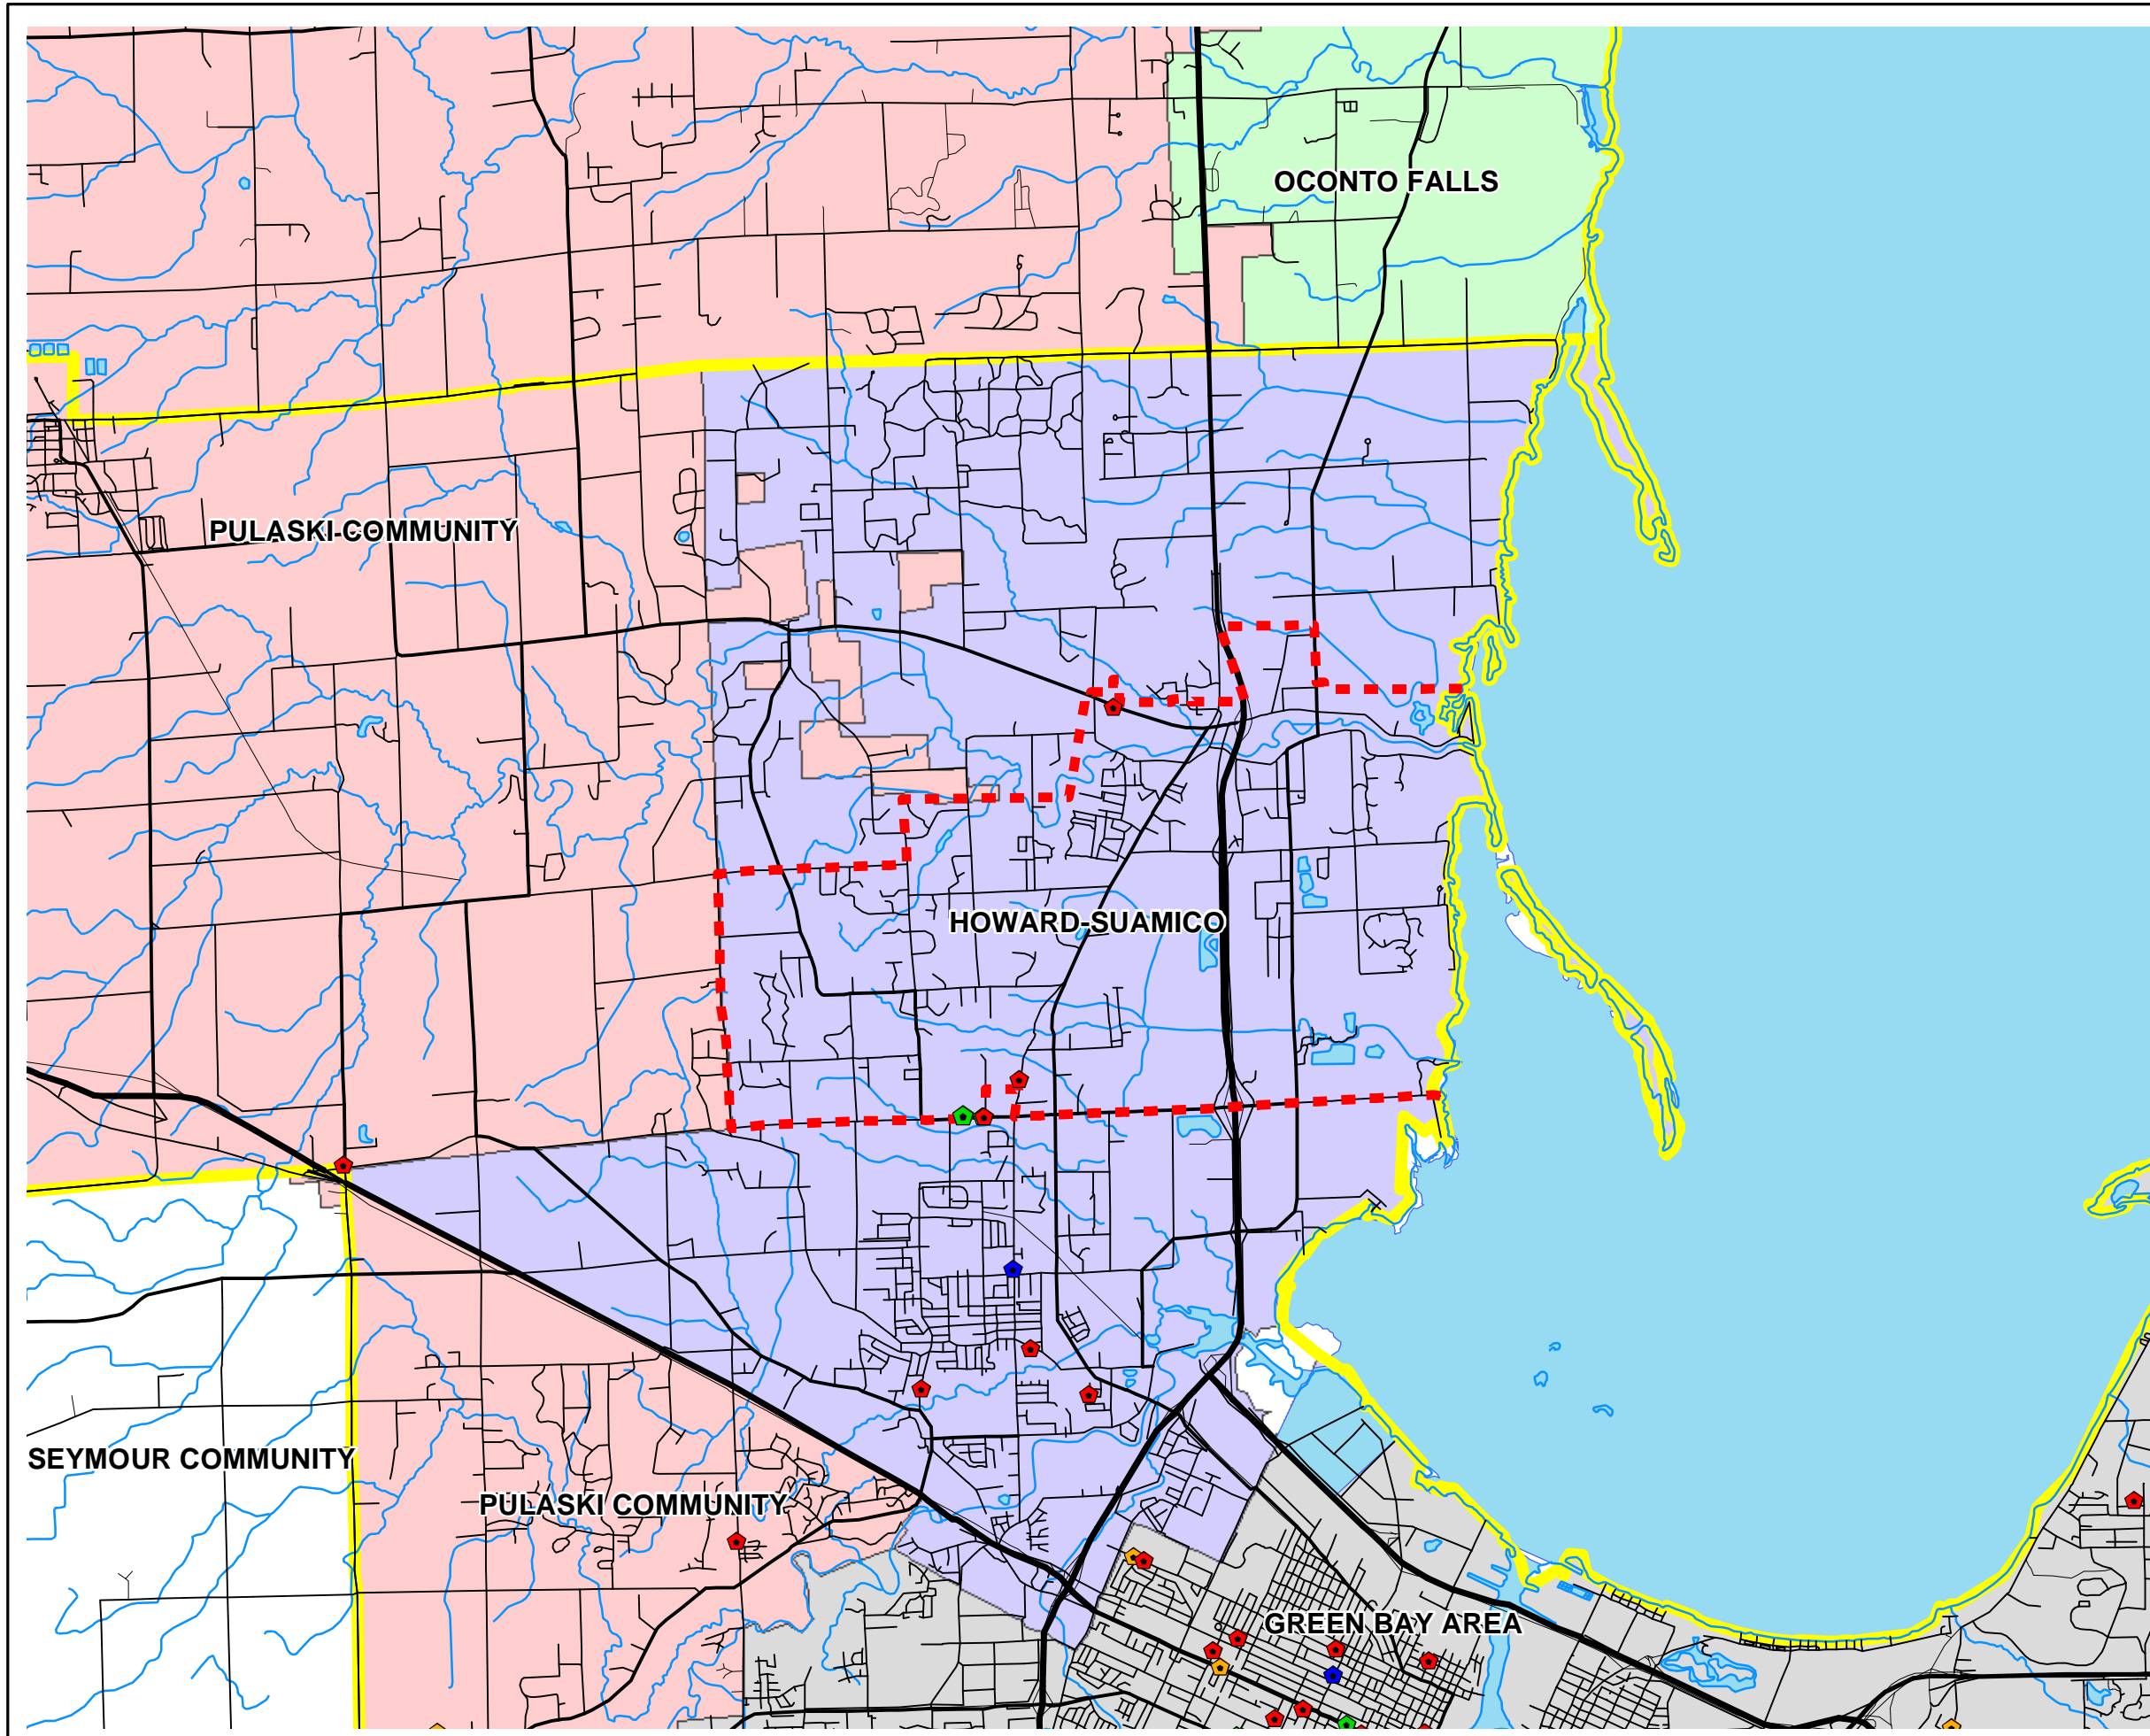 OCONTO FALLS
PULASKI COMMUNITY
HOWARD-SUAMICO
SEYMOUR COMMUNITY
PULASKI COMMUNITY
GREEN BAY AREA